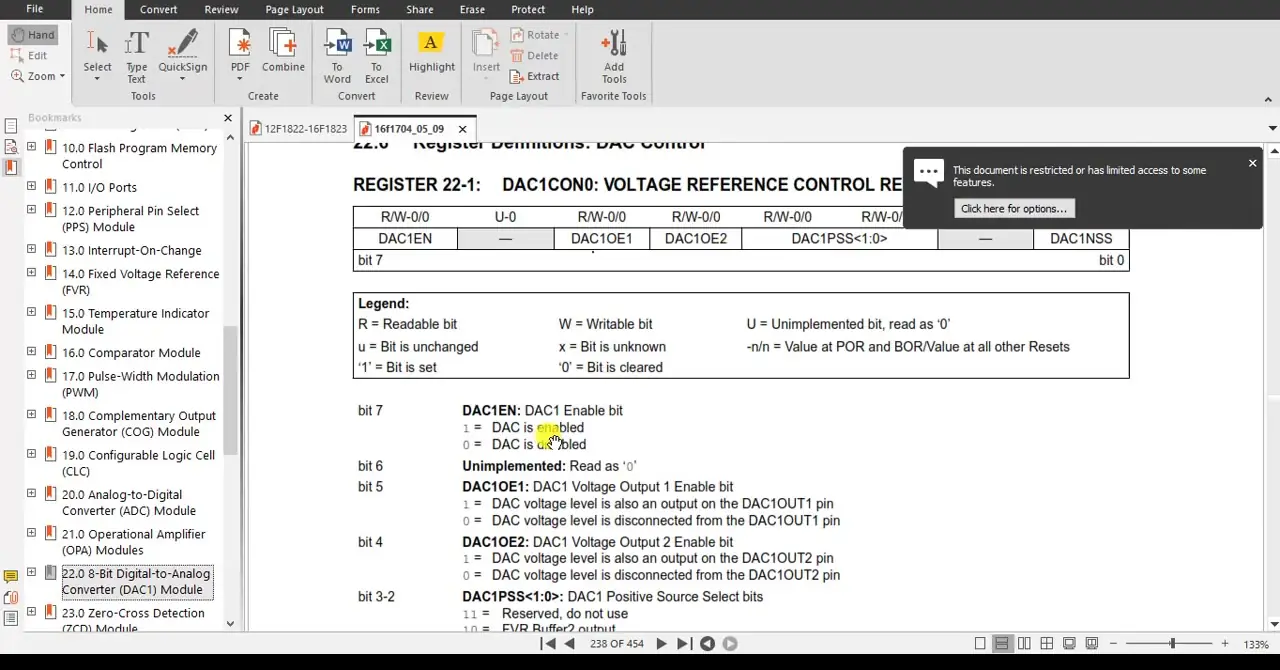 File Home Convert Review Page Layout Forms Share Erase Protect Help
Hand
Edit
Zoom
Select
Type Text
QuickSign
Tools
PDF
Combine
Create
To Word
To Excel
Convert
Highlight
Review
Insert
Rotate
Delete
Extract
Page Layout
Add Tools
Favorite Tools
Bookmarks
10.0 Flash Program Memory
Control
11.0 I/O Ports
12.0 Peripheral Pin Select
(PPS) Module
13.0 Interrupt-On-Change
14.0 Fixed Voltage Reference
(FVR)
15.0 Temperature Indicator
Module
16.0 Comparator Module
17.0 Pulse-Width Modulation
(PWM)
18.0 Complementary Output
Generator (COG) Module
19.0 Configurable Logic Cell
(CLC)
20.0 Analog-to-Digital
Converter (ADC) Module
21.0 Operational Amplifier
(OPA) Modules
22.0 8-Bit Digital-to-Analog
Converter (DAC1) Module
23.0 Zero-Cross Detection
(ZCD) Module
12F1822-16F1823
16f1704_05_09
22.6 Register Definitions: DAC Control
This document is restricted or has limited access to some
features.
Click here for options...
REGISTER 22-1: DAC1CON0: VOLTAGE REFERENCE CONTROL RE
R/W-0/0 U-0 R/W-0/0 R/W-0/0 R/W-0/0 R/W-0/
DAC1EN — DAC1OE1 DAC1OE2 DAC1PSS<1:0> — DAC1NSS
bit 7 bit 0
Legend:
R = Readable bit W = Writable bit U = Unimplemented bit, read as ‘0’
u = Bit is unchanged x = Bit is unknown -n/n = Value at POR and BOR/Value at all other Resets
‘1’ = Bit is set ‘0’ = Bit is cleared
bit 7 DAC1EN: DAC1 Enable bit
1 = DAC is enabled
0 = DAC is disabled
bit 6 Unimplemented: Read as ‘0’
bit 5 DAC1OE1: DAC1 Voltage Output 1 Enable bit
1 = DAC voltage level is also an output on the DAC1OUT1 pin
0 = DAC voltage level is disconnected from the DAC1OUT1 pin
bit 4 DAC1OE2: DAC1 Voltage Output 2 Enable bit
1 = DAC voltage level is also an output on the DAC1OUT2 pin
0 = DAC voltage level is disconnected from the DAC1OUT2 pin
bit 3-2 DAC1PSS<1:0>: DAC1 Positive Source Select bits
11 = Reserved, do not use
10 = FVR Buffer2 output
238 OF 454
133%